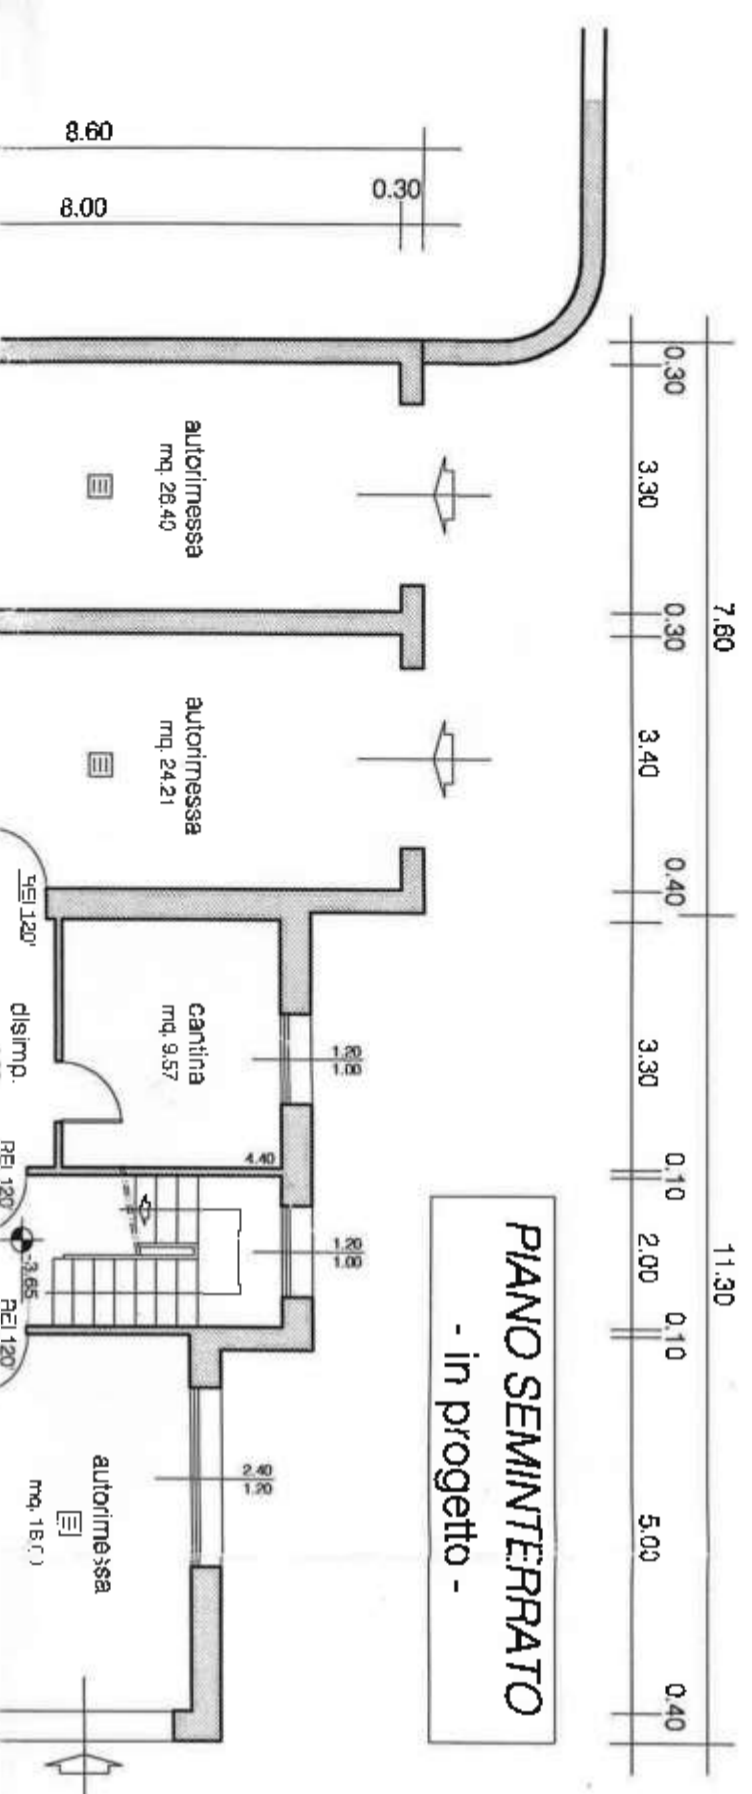 8.60
8.00
0.30
0.30
3.30
0.30
3.40
0.40
3.30
0.10
2.00
0.10
5.00
0.40
7.60
11.30
autorimessa
mq. 26.40
autorimessa
mq. 24.21
REI 120'
disimp.
cantina
mq. 9.57
1.20
1.00
4.40
REI 120'
1.20
1.00
-3.65
REI 120'
2.40
1.20
autorimessa
PIANO SEMINTERRATO
- in progetto -